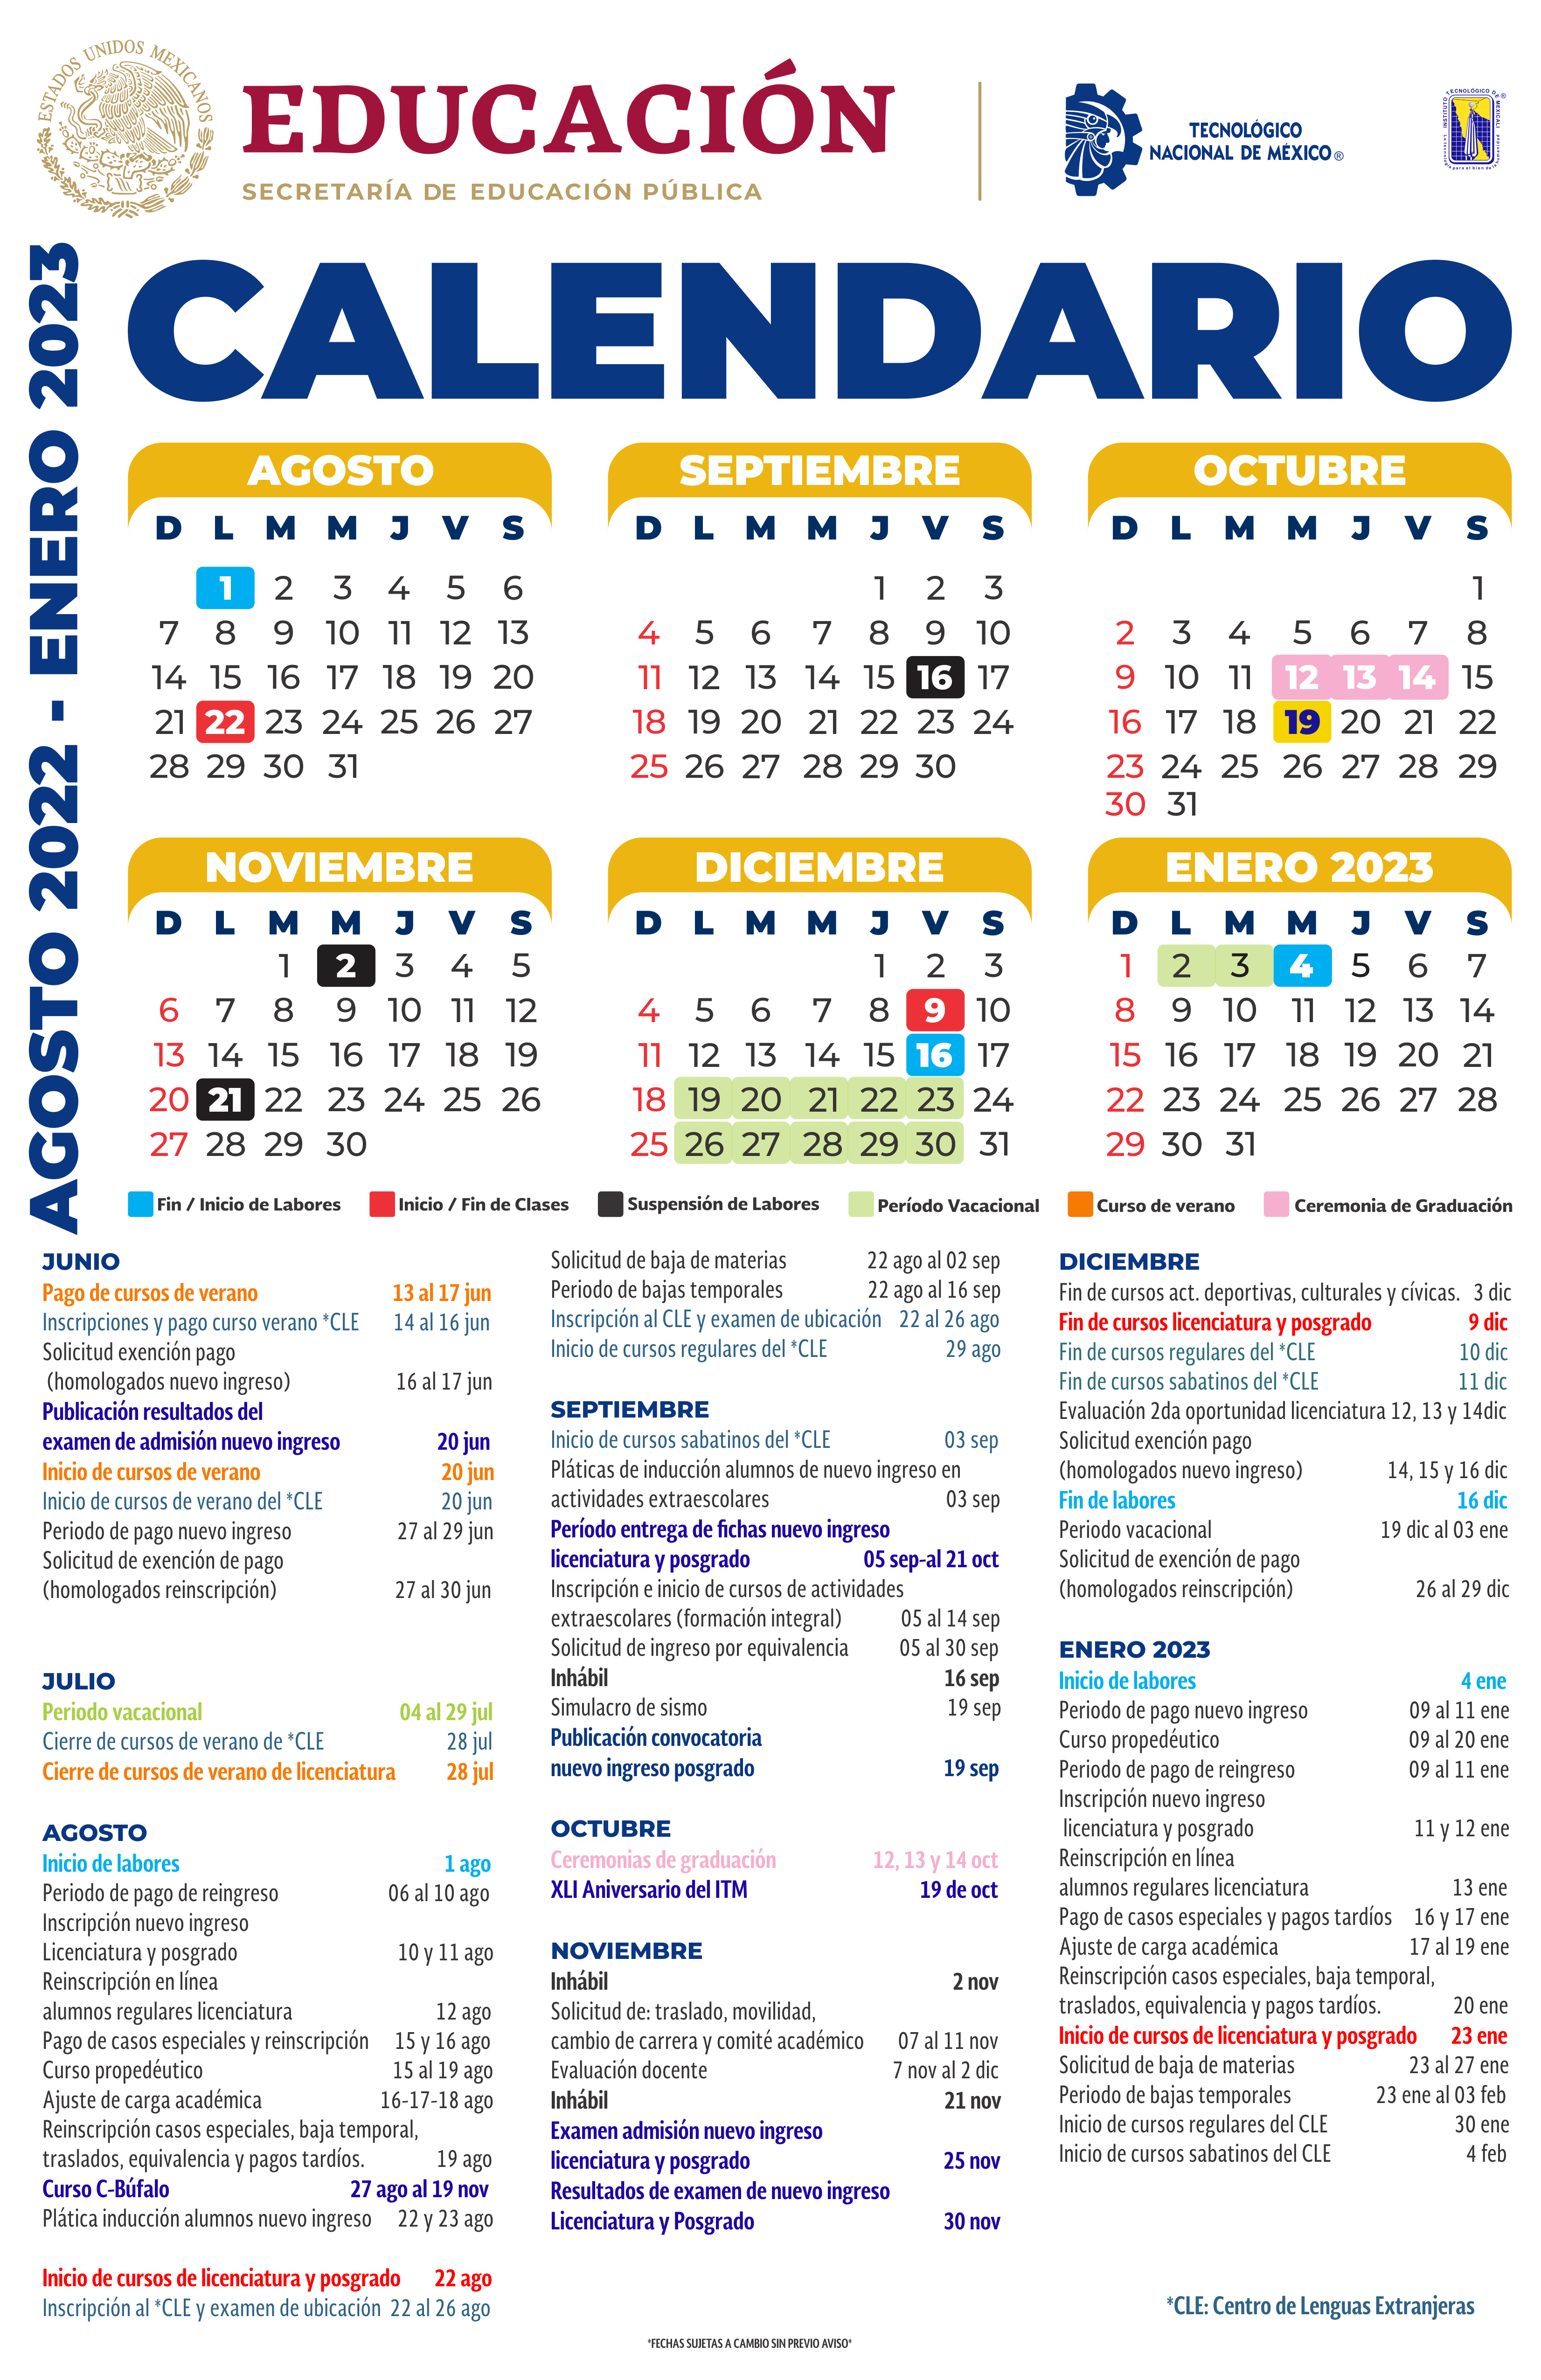 ESTADOS UNIDOS MEXICANOS
EDUCACIÓN
SECRETARÍA DE EDUCACIÓN PÚBLICA
TECNOLÓGICO
NACIONAL DE MÉXICO ®
INSTITUTO TECNOLÓGICO DE MEXICALI ®
AGOSTO 2022 - ENERO 2023
CALENDARIO
AGOSTO
D L M M J V S
1 2 3 4 5 6
7 8 9 10 11 12 13
14 15 16 17 18 19 20
21 22 23 24 25 26 27
28 29 30 31
SEPTIEMBRE
D L M M J V S
1 2 3
4 5 6 7 8 9 10
11 12 13 14 15 16 17
18 19 20 21 22 23 24
25 26 27 28 29 30
OCTUBRE
D L M M J V S
1
2 3 4 5 6 7 8
9 10 11 12 13 14 15
16 17 18 19 20 21 22
23 24 25 26 27 28 29
30 31
NOVIEMBRE
D L M M J V S
1 2 3 4 5
6 7 8 9 10 11 12
13 14 15 16 17 18 19
20 21 22 23 24 25 26
27 28 29 30
DICIEMBRE
D L M M J V S
1 2 3
4 5 6 7 8 9 10
11 12 13 14 15 16 17
18 19 20 21 22 23 24
25 26 27 28 29 30 31
ENERO 2023
D L M M J V S
1 2 3 4 5 6 7
8 9 10 11 12 13 14
15 16 17 18 19 20 21
22 23 24 25 26 27 28
29 30 31
Fin / Inicio de Labores Inicio / Fin de Clases Suspensión de Labores Período Vacacional Curso de verano Ceremonia de Graduación
JUNIO
Pago de cursos de verano 13 al 17 jun
Inscripciones y pago curso verano *CLE 14 al 16 jun
Solicitud exención pago
(homologados nuevo ingreso) 16 al 17 jun
Publicación resultados del
examen de admisión nuevo ingreso 20 jun
Inicio de cursos de verano 20 jun
Inicio de cursos de verano del *CLE 20 jun
Periodo de pago nuevo ingreso 27 al 29 jun
Solicitud de exención de pago
(homologados reinscripción) 27 al 30 jun
JULIO
Periodo vacacional 04 al 29 jul
Cierre de cursos de verano de *CLE 28 jul
Cierre de cursos de verano de licenciatura 28 jul
AGOSTO
Inicio de labores 1 ago
Periodo de pago de reingreso 06 al 10 ago
Inscripción nuevo ingreso
Licenciatura y posgrado 10 y 11 ago
Reinscripción en línea
alumnos regulares licenciatura 12 ago
Pago de casos especiales y reinscripción 15 y 16 ago
Curso propedéutico 15 al 19 ago
Ajuste de carga académica 16-17-18 ago
Reinscripción casos especiales, baja temporal,
traslados, equivalencia y pagos tardíos. 19 ago
Curso C-Búfalo 27 ago al 19 nov
Plática inducción alumnos nuevo ingreso 22 y 23 ago
Inicio de cursos de licenciatura y posgrado 22 ago
Inscripción al *CLE y examen de ubicación 22 al 26 ago
Solicitud de baja de materias 22 ago al 02 sep
Periodo de bajas temporales 22 ago al 16 sep
Inscripción al CLE y examen de ubicación 22 al 26 ago
Inicio de cursos regulares del *CLE 29 ago
SEPTIEMBRE
Inicio de cursos sabatinos del *CLE 03 sep
Pláticas de inducción alumnos de nuevo ingreso en
actividades extraescolares 03 sep
Período entrega de fichas nuevo ingreso
licenciatura y posgrado 05 sep-al 21 oct
Inscripción e inicio de cursos de actividades
extraescolares (formación integral) 05 al 14 sep
Solicitud de ingreso por equivalencia 05 al 30 sep
Inhábil 16 sep
Simulacro de sismo 19 sep
Publicación convocatoria
nuevo ingreso posgrado 19 sep
OCTUBRE
Ceremonias de graduación 12, 13 y 14 oct
XLI Aniversario del ITM 19 de oct
NOVIEMBRE
Inhábil 2 nov
Solicitud de: traslado, movilidad,
cambio de carrera y comité académico 07 al 11 nov
Evaluación docente 7 nov al 2 dic
Inhábil 21 nov
Examen admisión nuevo ingreso
licenciatura y posgrado 25 nov
Resultados de examen de nuevo ingreso
Licenciatura y Posgrado 30 nov
DICIEMBRE
Fin de cursos act. deportivas, culturales y cívicas. 3 dic
Fin de cursos licenciatura y posgrado 9 dic
Fin de cursos regulares del *CLE 10 dic
Fin de cursos sabatinos del *CLE 11 dic
Evaluación 2da oportunidad licenciatura 12, 13 y 14dic
Solicitud exención pago
(homologados nuevo ingreso) 14, 15 y 16 dic
Fin de labores 16 dic
Periodo vacacional 19 dic al 03 ene
Solicitud de exención de pago
(homologados reinscripción) 26 al 29 dic
ENERO 2023
Inicio de labores 4 ene
Periodo de pago nuevo ingreso 09 al 11 ene
Curso propedéutico 09 al 20 ene
Periodo de pago de reingreso 09 al 11 ene
Inscripción nuevo ingreso
licenciatura y posgrado 11 y 12 ene
Reinscripción en línea
alumnos regulares licenciatura 13 ene
Pago de casos especiales y pagos tardíos 16 y 17 ene
Ajuste de carga académica 17 al 19 ene
Reinscripción casos especiales, baja temporal,
traslados, equivalencia y pagos tardíos. 20 ene
Inicio de cursos de licenciatura y posgrado 23 ene
Solicitud de baja de materias 23 al 27 ene
Periodo de bajas temporales 23 ene al 03 feb
Inicio de cursos regulares del CLE 30 ene
Inicio de cursos sabatinos del CLE 4 feb
*CLE: Centro de Lenguas Extranjeras
*FECHAS SUJETAS A CAMBIO SIN PREVIO AVISO*